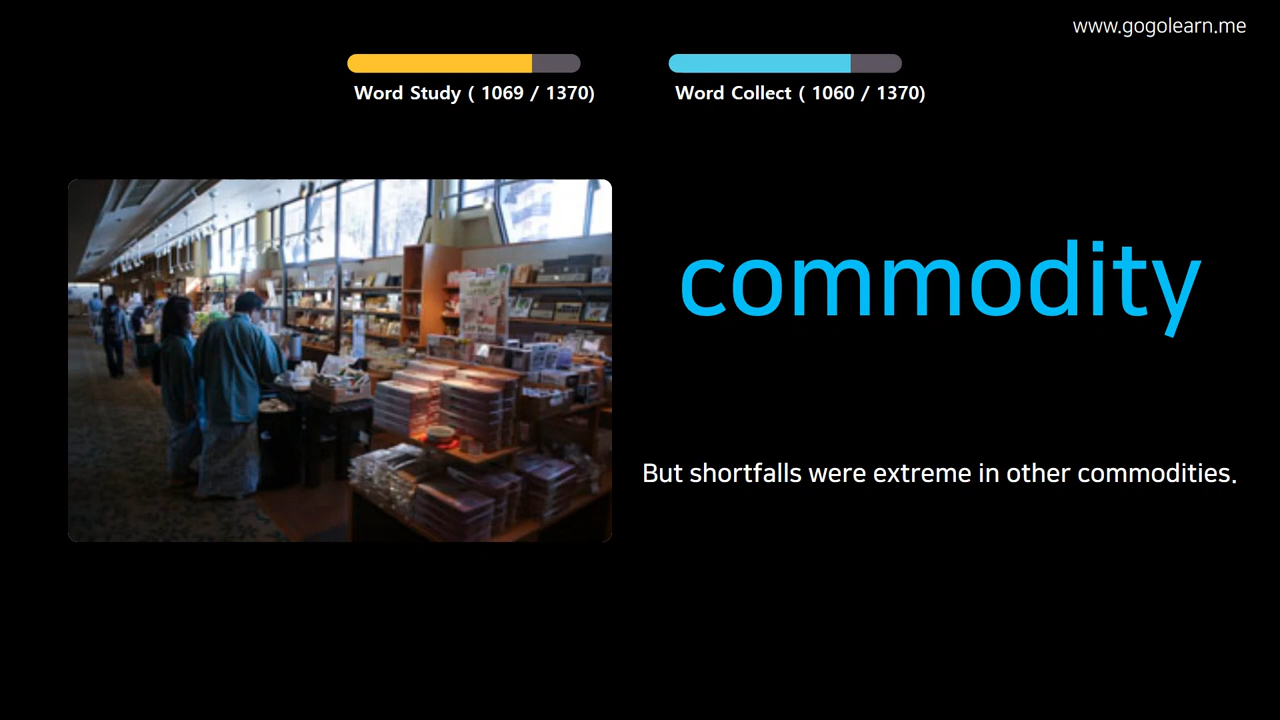 www.gogolearn.me
Word Study ( 1069 / 1370)
Word Collect ( 1060 / 1370)
commodity
But shortfalls were extreme in other commodities.